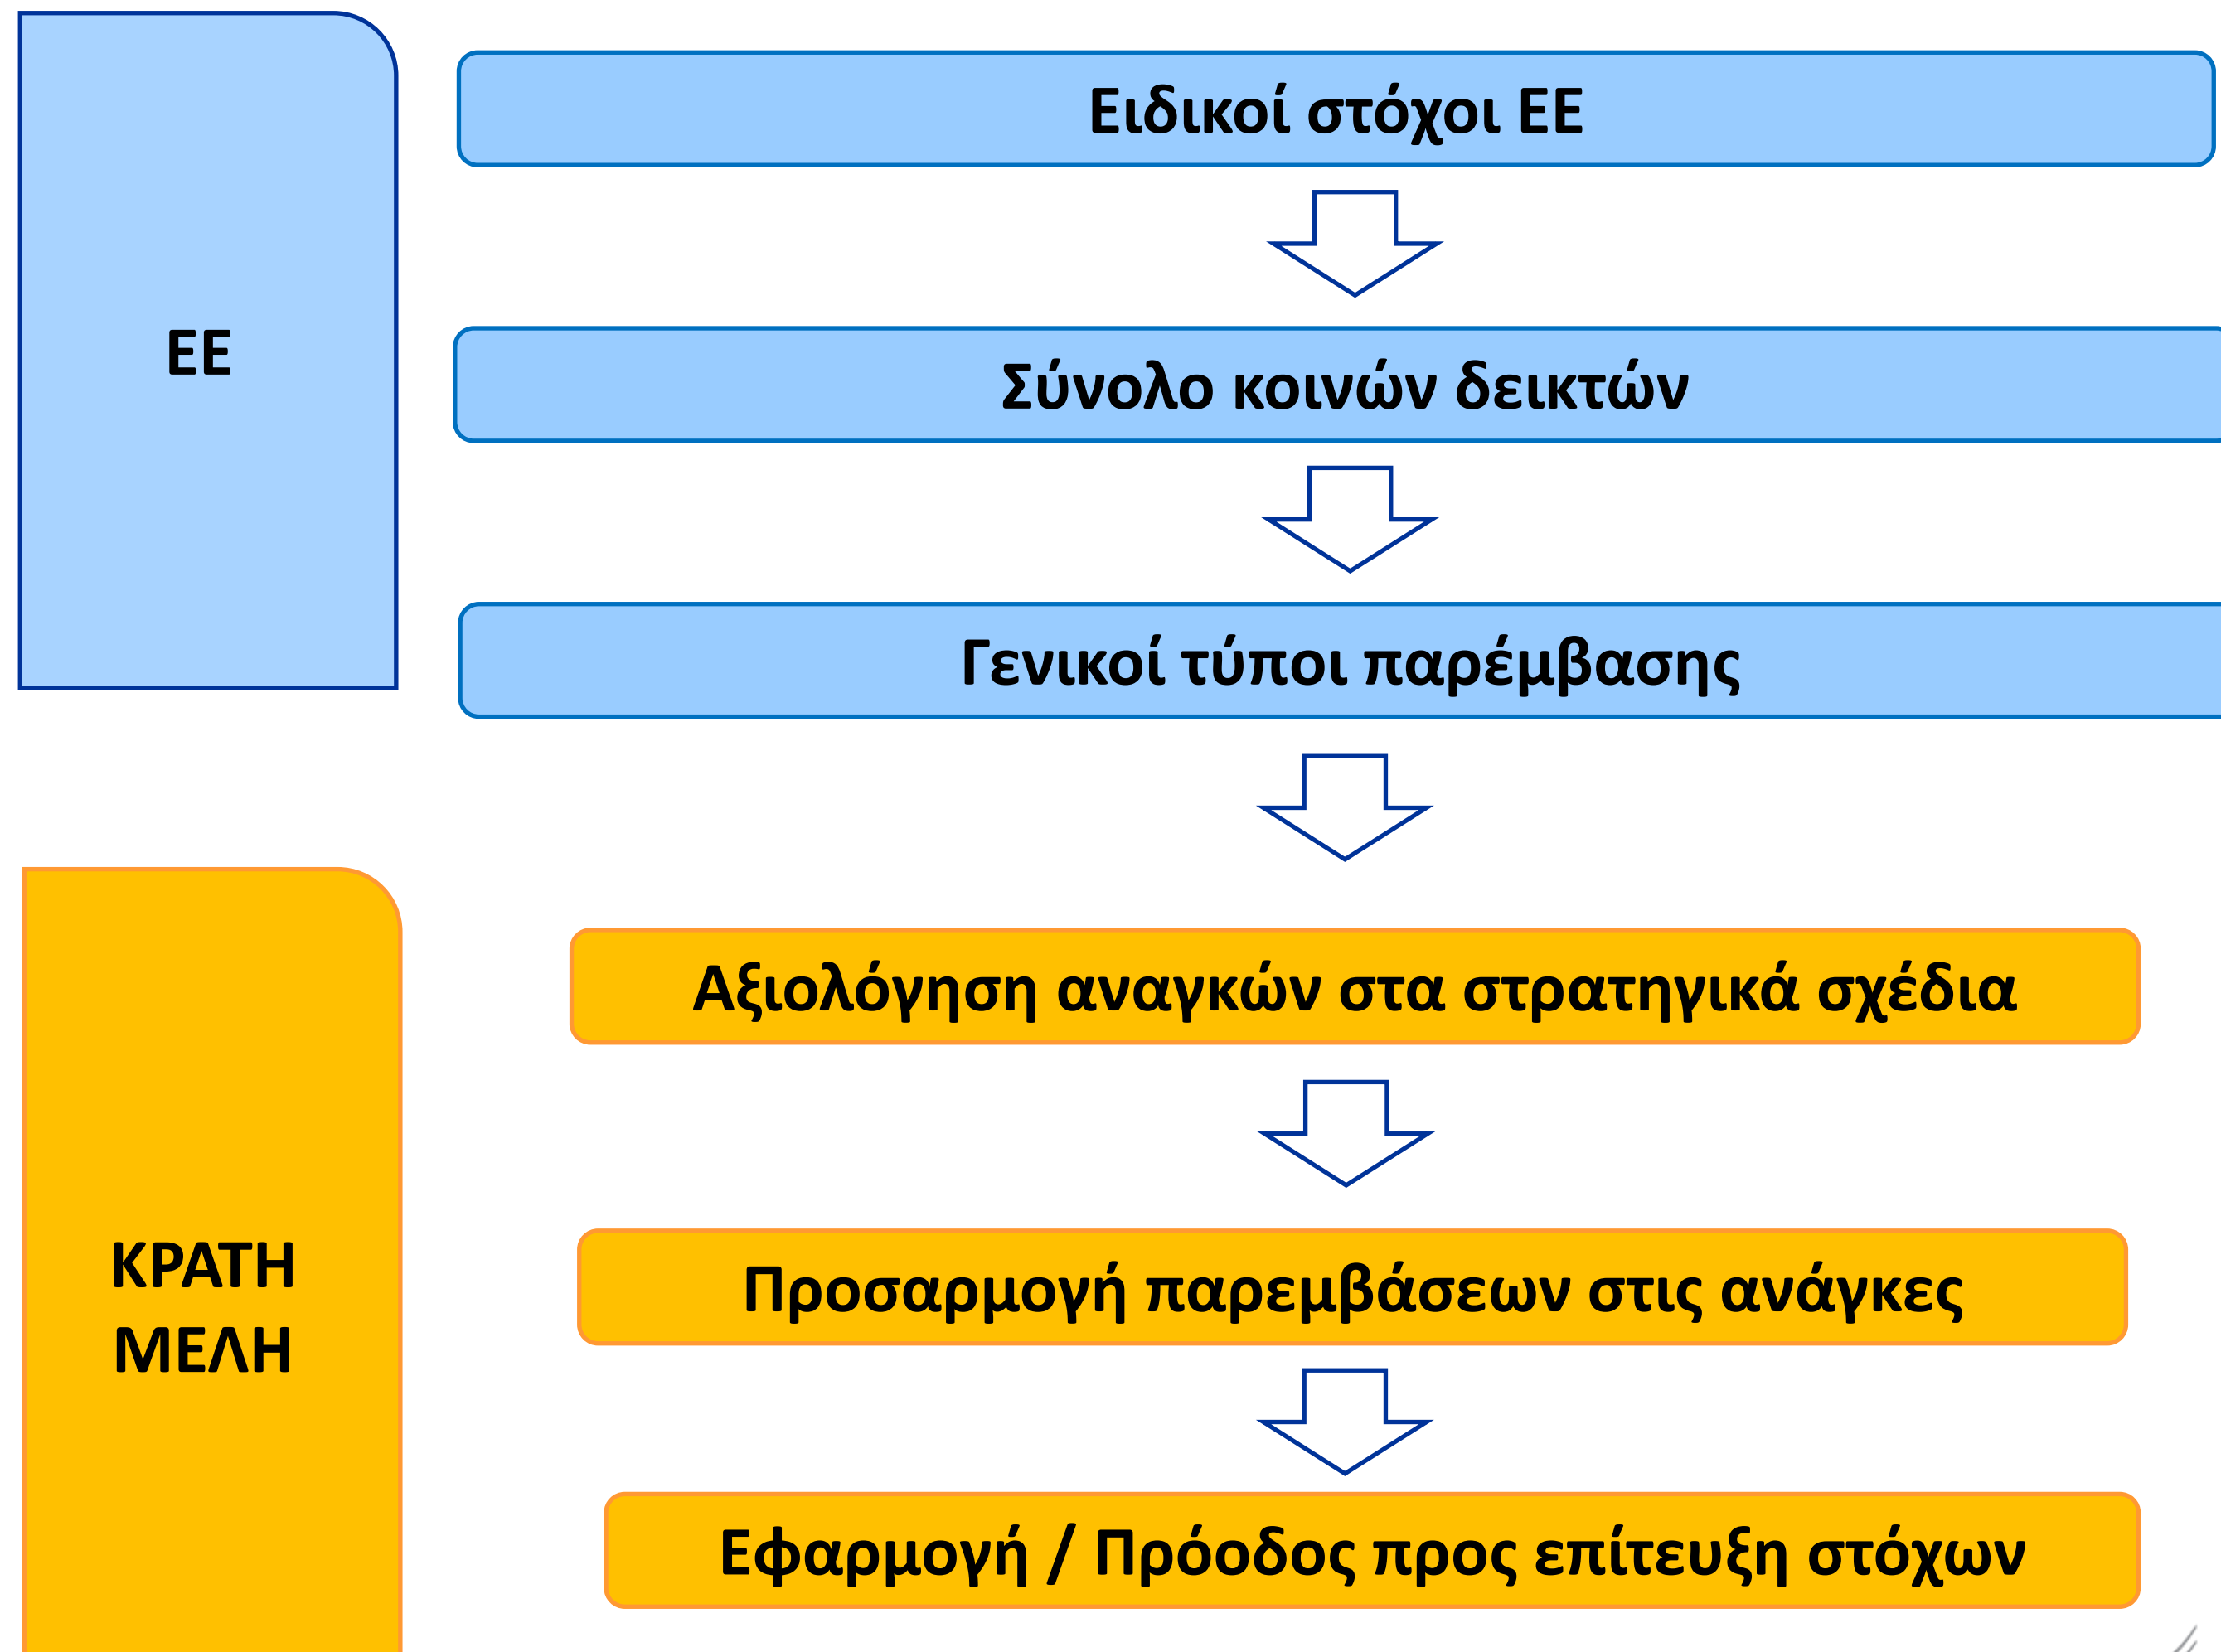 ΕΕ
Ειδικοί στόχοι ΕΕ
Σύνολο κοινών δεικτών
Γενικοί τύποι παρέμβασης
ΚΡΑΤΗ
ΜΕΛΗ
Αξιολόγηση αναγκών στα στρατηγικά σχέδια
Προσαρμογή παρεμβάσεων στις ανάγκες
Εφαρμογή / Πρόοδος προς επίτευξη στόχων